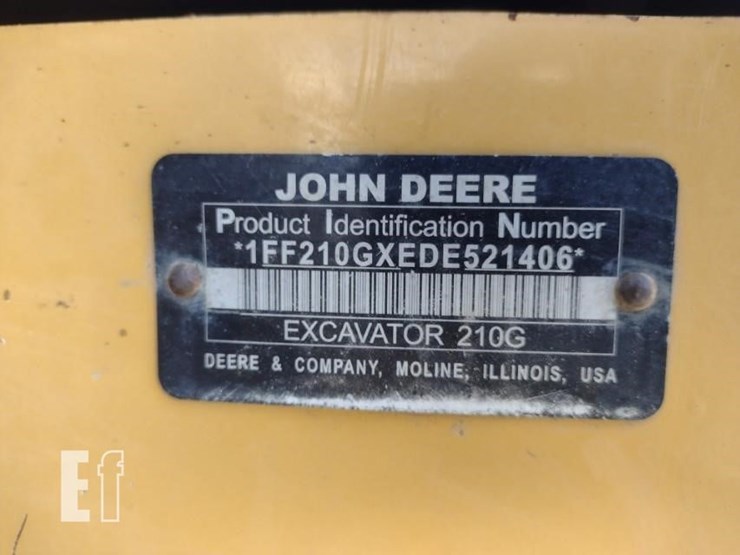 JOHN DEERE
Product Identification Number
*1FF210GXEDE521406*
EXCAVATOR 210G
DEERE & COMPANY, MOLINE, ILLINOIS, USA
Ef